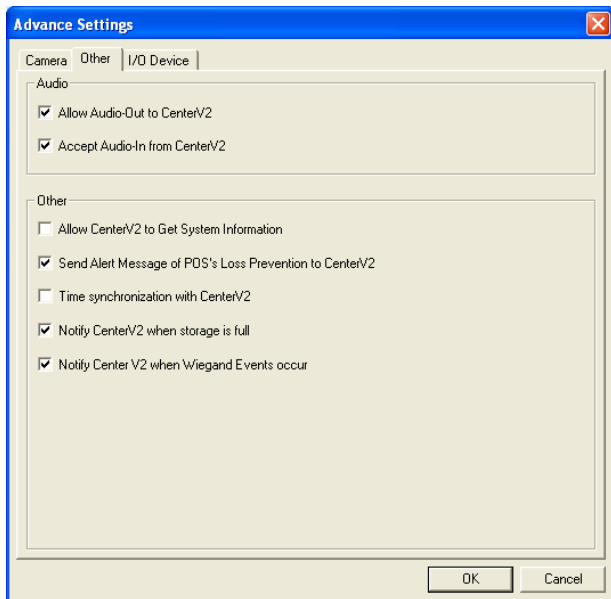 Advance Settings
Camera Other I/O Device
Audio
Allow Audio-Out to CenterV2
Accept Audio-In from CenterV2
Other
Allow CenterV2 to Get System Information
Send Alert Message of POS's Loss Prevention to CenterV2
Time synchronization with CenterV2
Notify CenterV2 when storage is full
Notify Center V2 when Wiegand Events occur
OK Cancel